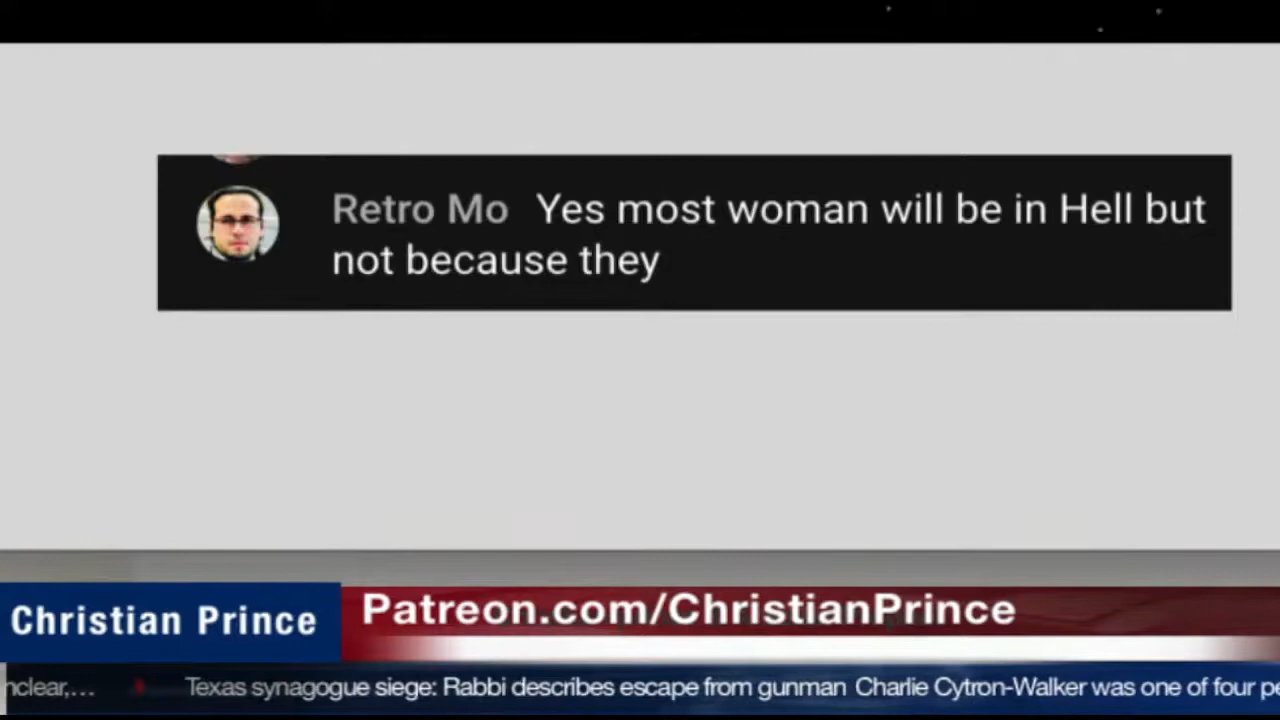 Retro Mo Yes most woman will be in Hell but
not because they
Christian Prince
Patreon.com/ChristianPrince
nclear,... Texas synagogue siege: Rabbi describes escape from gunman Charlie Cytron-Walker was one of four pe